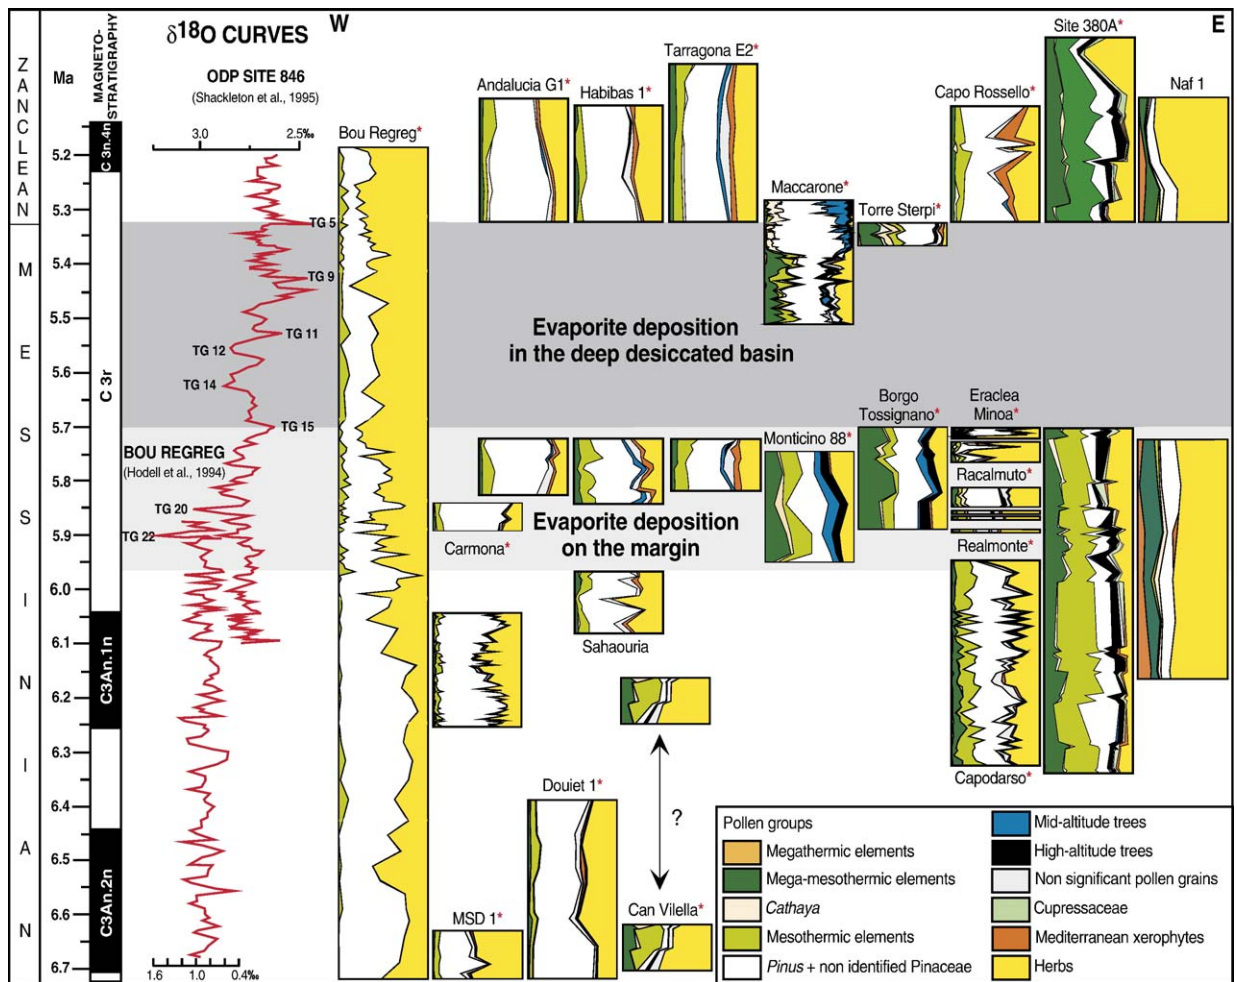 δ18O CURVES
W
E
ZANCLEAN
MESSINIAN
Ma
MAGNETO-
STRATIGRAPHY
ODP SITE 846
(Shackleton et al., 1995)
3.0
2.5‰
C 3n.4n
C 3r
C3An.1n
C3An.2n
5.2
5.3
5.4
5.5
5.6
5.7
5.8
5.9
6.0
6.1
6.2
6.3
6.4
6.5
6.6
6.7
TG 5
TG 9
TG 11
TG 12
TG 14
TG 15
BOU REGREG
(Hodell et al., 1994)
TG 20
TG 22
1.6
1.0
0.4‰
Bou Regreg*
Andalucia G1*
Habibas 1*
Tarragona E2*
Maccarone*
Torre Sterpi*
Capo Rossello*
Site 380A*
Naf 1
Evaporite deposition
in the deep desiccated basin
Carmona*
Evaporite deposition
on the margin
Monticino 88*
Borgo
Tossignano*
Eraclea
Minoa*
Racalmuto*
Realmonte*
Sahaouria
Capodarso*
MSD 1*
Douiet 1*
?
Can Vilella*
Pollen groups
Megathermic elements
Mega-mesothermic elements
Cathaya
Mesothermic elements
Pinus + non identified Pinaceae
Mid-altitude trees
High-altitude trees
Non significant pollen grains
Cupressaceae
Mediterranean xerophytes
Herbs